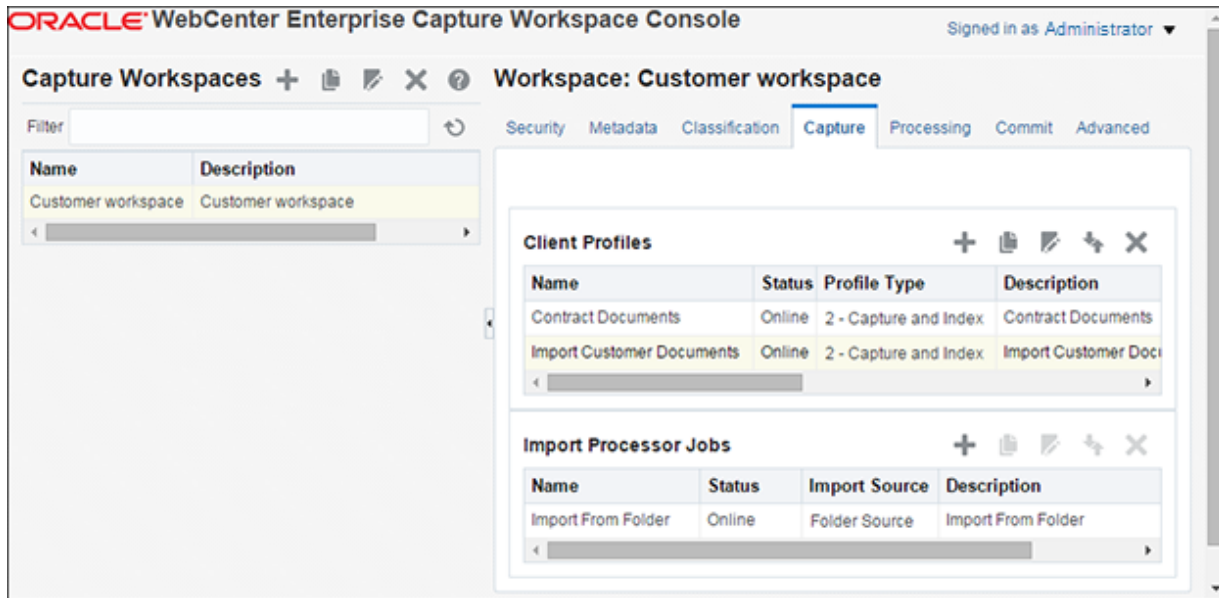 ORACLE WebCenter Enterprise Capture Workspace Console
Signed in as Administrator
Capture Workspaces
Filter
Name Description
Customer workspace Customer workspace
Workspace: Customer workspace
Security Metadata Classification Capture Processing Commit Advanced
Client Profiles
Name Status Profile Type Description
Contract Documents Online 2 - Capture and Index Contract Documents
Import Customer Documents Online 2 - Capture and Index Import Customer Docu
Import Processor Jobs
Name Status Import Source Description
Import From Folder Online Folder Source Import From Folder